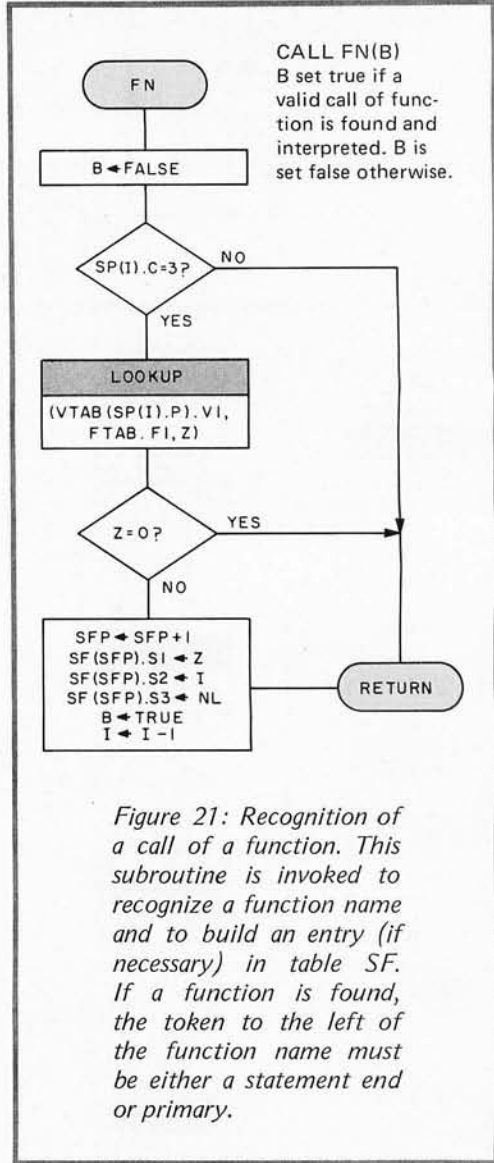 FN
CALL FN(B)
B set true if a
valid call of func-
tion is found and
interpreted. B is
set false otherwise.
B←FALSE
SP(I).C=3?
NO
YES
LOOKUP
(VTAB(SP(I).P).VI,
FTAB.FI,Z)
Z=0?
YES
NO
SFP←SFP+I
SF(SFP).SI←Z
SF(SFP).S2←I
SF(SFP).S3←NL
B←TRUE
I←I-I
RETURN
Figure 21: Recognition of
a call of a function. This
subroutine is invoked to
recognize a function name
and to build an entry (if
necessary) in table SF.
If a function is found,
the token to the left of
the function name must
be either a statement end
or primary.